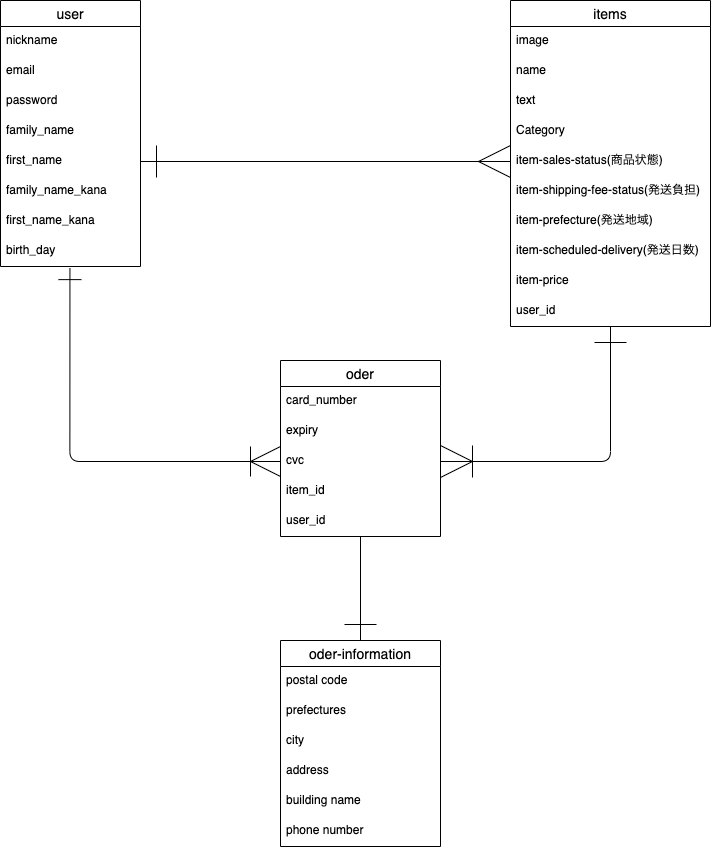 user
nickname
email
password
family_name
first_name
family_name_kana
first_name_kana
birth_day
items
image
name
text
Category
item-sales-status(商品状態)
item-shipping-fee-status(発送負担)
item-prefecture(発送地域)
item-scheduled-delivery(発送日数)
item-price
user_id
oder
card_number
expiry
cvc
item_id
user_id
oder-information
postal code
prefectures
city
address
building name
phone number